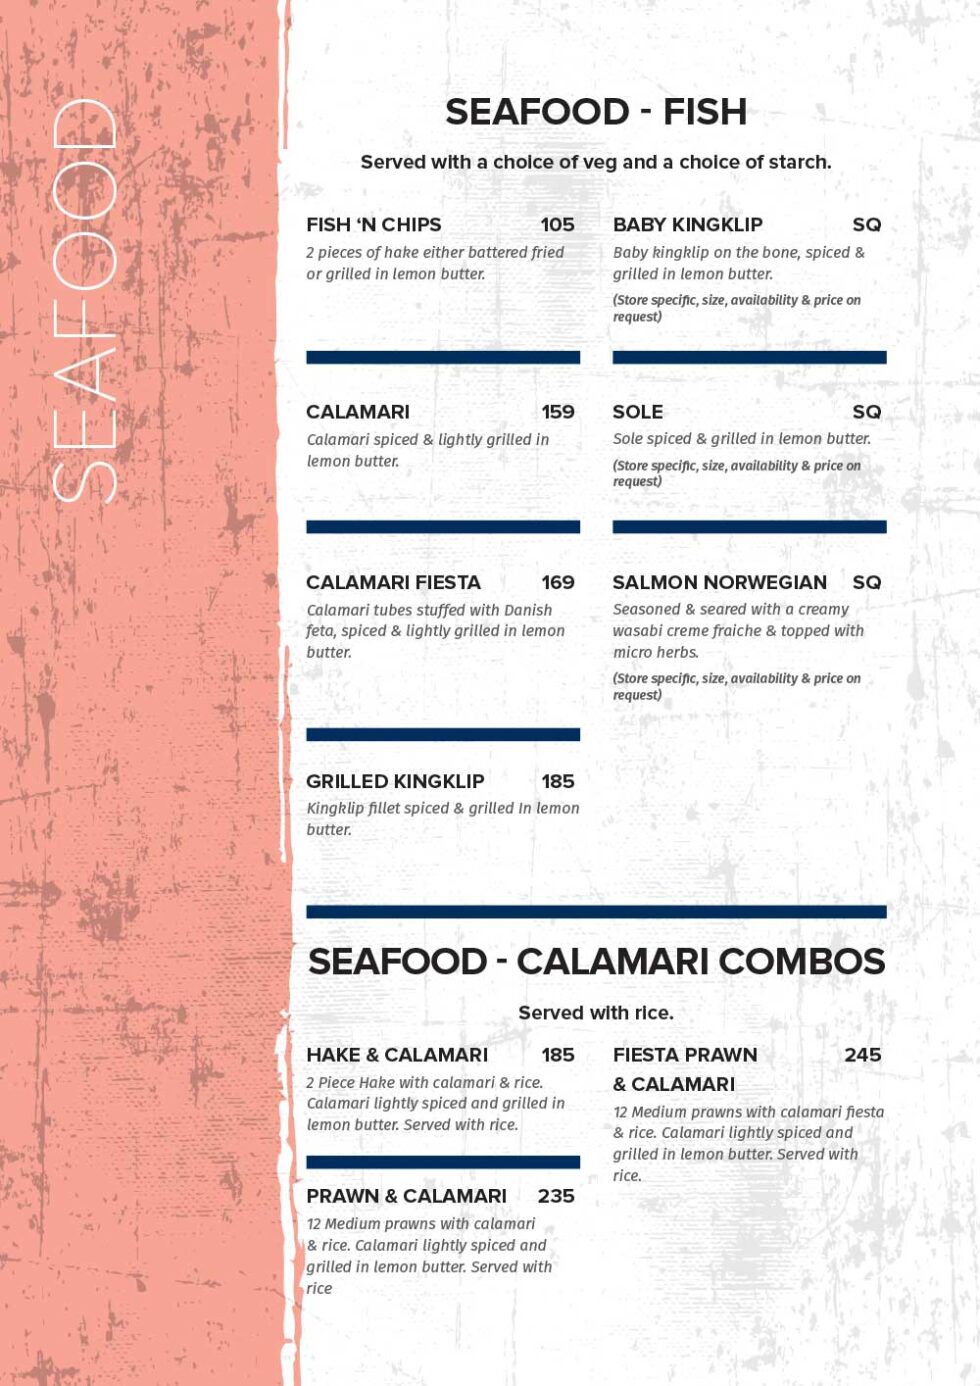 SEAFOOD
SEAFOOD - FISH
Served with a choice of veg and a choice of starch.
FISH ‘N CHIPS 105
2 pieces of hake either battered fried
or grilled in lemon butter.
BABY KINGKLIP SQ
Baby kingklip on the bone, spiced &
grilled in lemon butter.
(Store specific, size, availability & price on
request)
CALAMARI 159
Calamari spiced & lightly grilled in
lemon butter.
SOLE SQ
Sole spiced & grilled in lemon butter.
(Store specific, size, availability & price on
request)
CALAMARI FIESTA 169
Calamari tubes stuffed with Danish
feta, spiced & lightly grilled in lemon
butter.
SALMON NORWEGIAN SQ
Seasoned & seared with a creamy
wasabi creme fraiche & topped with
micro herbs.
(Store specific, size, availability & price on
request)
GRILLED KINGKLIP 185
Kingklip fillet spiced & grilled In lemon
butter.
SEAFOOD - CALAMARI COMBOS
Served with rice.
HAKE & CALAMARI 185
2 Piece Hake with calamari & rice.
Calamari lightly spiced and grilled in
lemon butter. Served with rice.
FIESTA PRAWN 245
& CALAMARI
12 Medium prawns with calamari fiesta
& rice. Calamari lightly spiced and
grilled in lemon butter. Served with
rice.
PRAWN & CALAMARI 235
12 Medium prawns with calamari
& rice. Calamari lightly spiced and
grilled in lemon butter. Served with
rice